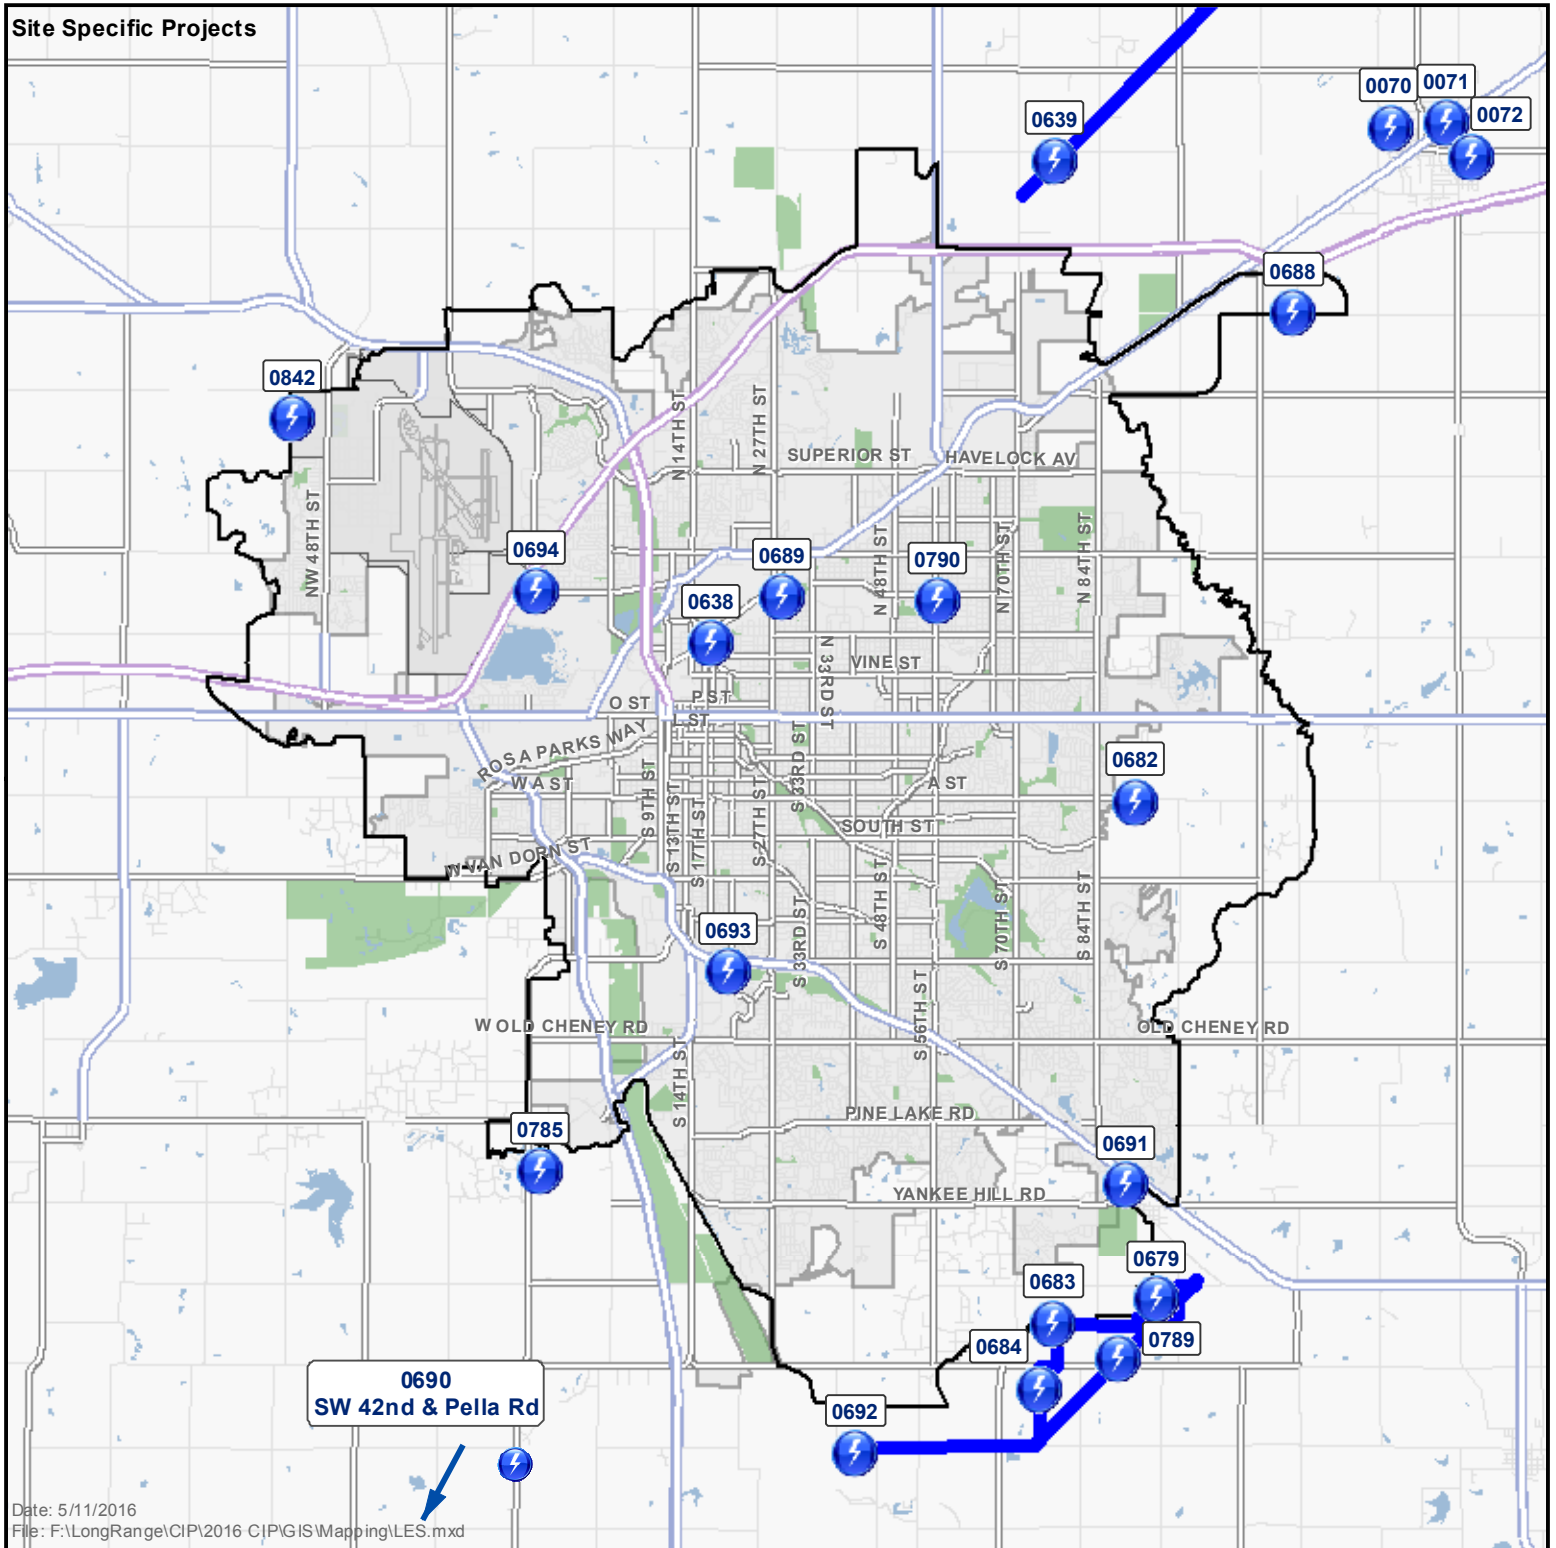 Site Specific Projects
0070
0071
0072
0639
0688
0842
N 14TH ST
N 27TH ST
SUPERIOR ST
HAVELOCK AV
NW 48TH ST
0694
0689
0790
N 48TH ST
N 70TH ST
N 84TH ST
0638
N 33RD ST
VINE ST
O ST
P ST
L ST
ROSA PARKS WAY
W A ST
S 9TH ST
S 13TH ST
S 17TH ST
S 27TH ST
S 33RD ST
A ST
0682
SOUTH ST
W VAN DORN ST
S 48TH ST
S 70TH ST
S 84TH ST
0693
S 33RD ST
S 56TH ST
W OLD CHENEY RD
OLD CHENEY RD
S 14TH ST
PINE LAKE RD
0785
0691
YANKEE HILL RD
0679
0683
0684
0789
0690
SW 42nd & Pella Rd
0692
Date: 5/11/2016
File: F:\LongRange\CIP\2016 CIP\GIS\Mapping\LES.mxd